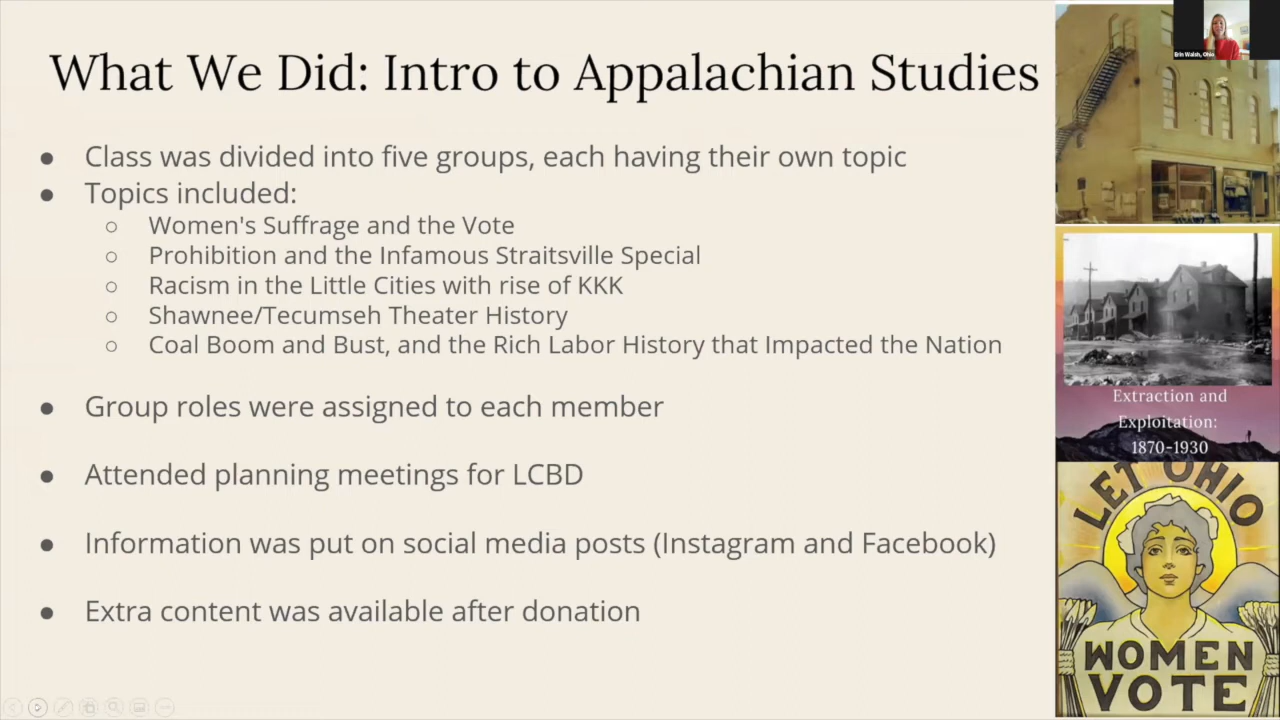 What We Did: Intro to Appalachian Studies
Erin Walsh, Ohio
● Class was divided into five groups, each having their own topic
● Topics included:
○ Women's Suffrage and the Vote
○ Prohibition and the Infamous Straitsville Special
○ Racism in the Little Cities with rise of KKK
○ Shawnee/Tecumseh Theater History
○ Coal Boom and Bust, and the Rich Labor History that Impacted the Nation
● Group roles were assigned to each member
● Attended planning meetings for LCBD
● Information was put on social media posts (Instagram and Facebook)
● Extra content was available after donation
Extraction and
Exploitation:
1870-1930
LET OHIO
WOMEN
VOTE